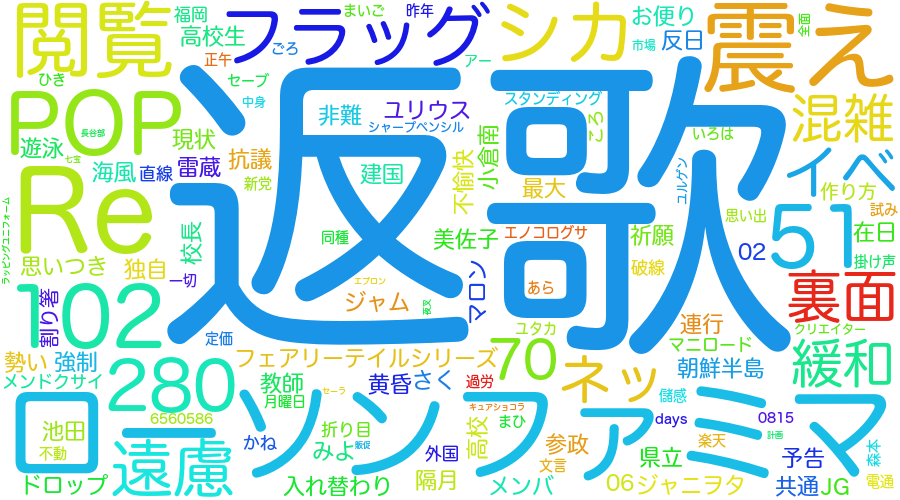 閲覧
福岡
高校生
正午
フラッグ
ごろ
まいご
昨年
アー
シカ
お便り
市場
反日
震え
全国
ひき
セーブ
中身
POP
長谷部
七宝
遊泳
現状
海風
直線
雷蔵
非難
抗議
新党
ユリウス
シャープペンシル
建国
スタンディング
不愉快
小倉南
最大
ころ
いろは
ユルゲン
混雑
イベ
作り方
試み
思い出
返歌
Re
ラッピングユニフォーム
校長
同種
美佐子
エノコログサ
祈願
02
51
在日
掛け声
思いつき
独自
一切
エプロン
夜叉
マロン
破線
あら
裏面
102
割り箸
定価
ジャム
ユタカ
連行
マニロード
クリエイター
緩和
勢い
強制
フェアリーテイルシリーズ
70
ネッ
朝鮮半島
メンドクサイ
280
教師
月曜日
黄昏
さく
セーラ
過労
キュアショコラ
まひ
儲感
days
0815
計画
ローソン
ファミマ
池田
不動
遠慮
6560586
かね
折り目
みよ
販促
外国
高校
参政
文言
楽天
県立
予告
森本
ドロップ
入れ替わり
隔月
メンバ
06
ジャニヲタ
共通
JG
電通